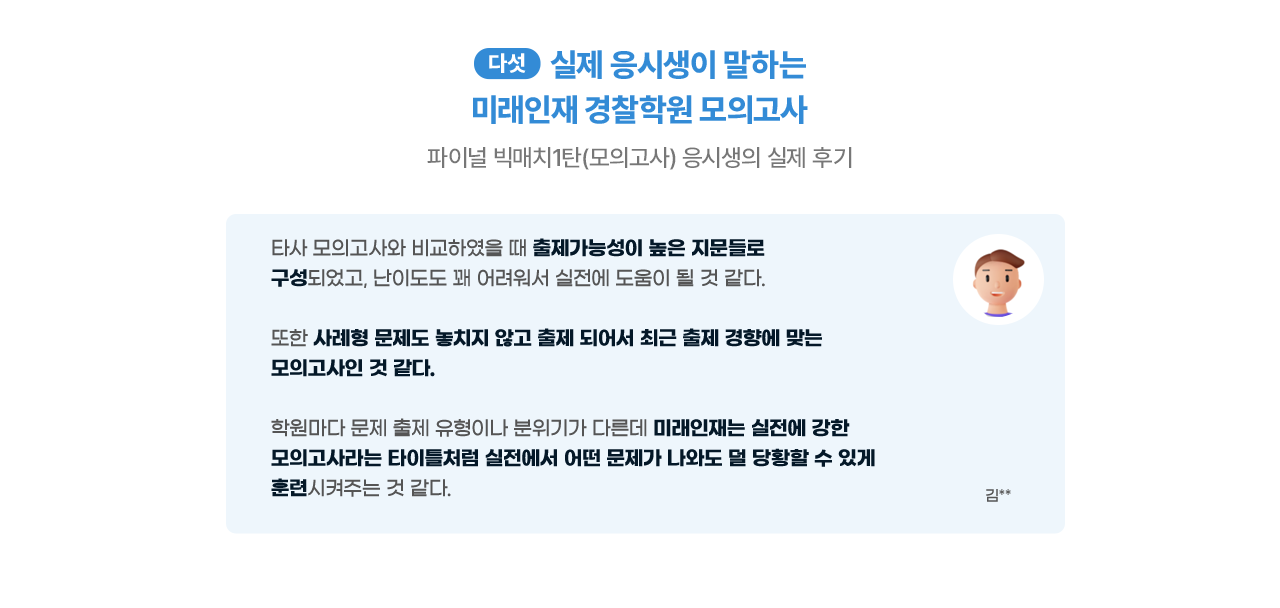 다섯 실제 응시생이 말하는
미래인재 경찰학원 모의고사
파이널 빅매치1탄(모의고사) 응시생의 실제 후기
타사 모의고사와 비교하였을 때 출제가능성이 높은 지문들로
구성되었고, 난이도도 꽤 어려워서 실전에 도움이 될 것 같다.
또한 사례형 문제도 놓치지 않고 출제 되어서 최근 출제 경향에 맞는
모의고사인 것 같다.
학원마다 문제 출제 유형이나 분위기가 다른데 미래인재는 실전에 강한
모의고사라는 타이틀처럼 실전에서 어떤 문제가 나와도 덜 당황할 수 있게
훈련시켜주는 것 같다.
김**